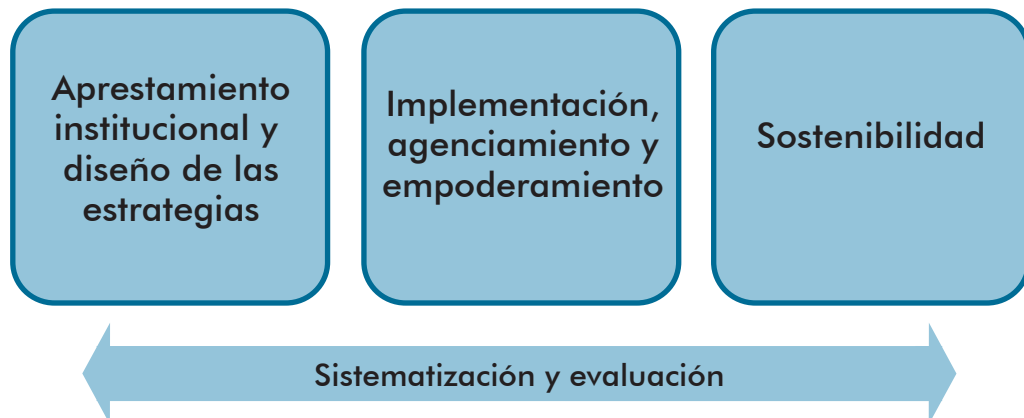 Aprestamiento
institucional y
diseño de las
estrategias
Implementación,
agenciamiento y
empoderamiento
Sostenibilidad
Sistematización y evaluación